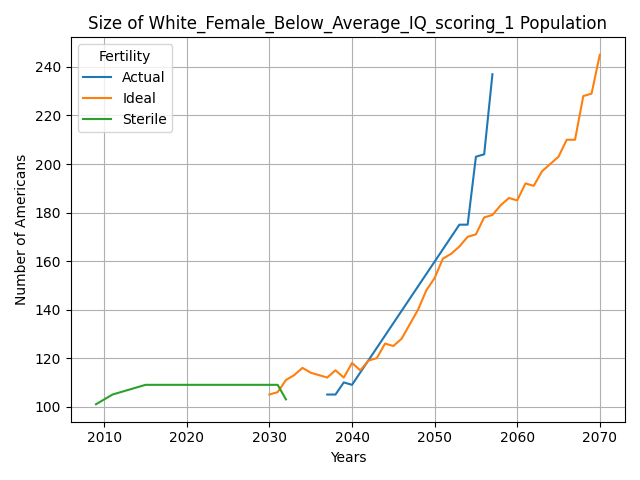 Size of White_Female_Below_Average_IQ_scoring_1 Population
Fertility
Actual
Ideal
Sterile
240
220
200
180
160
140
120
100
Number of Americans
2010 2020 2030 2040 2050 2060 2070
Years